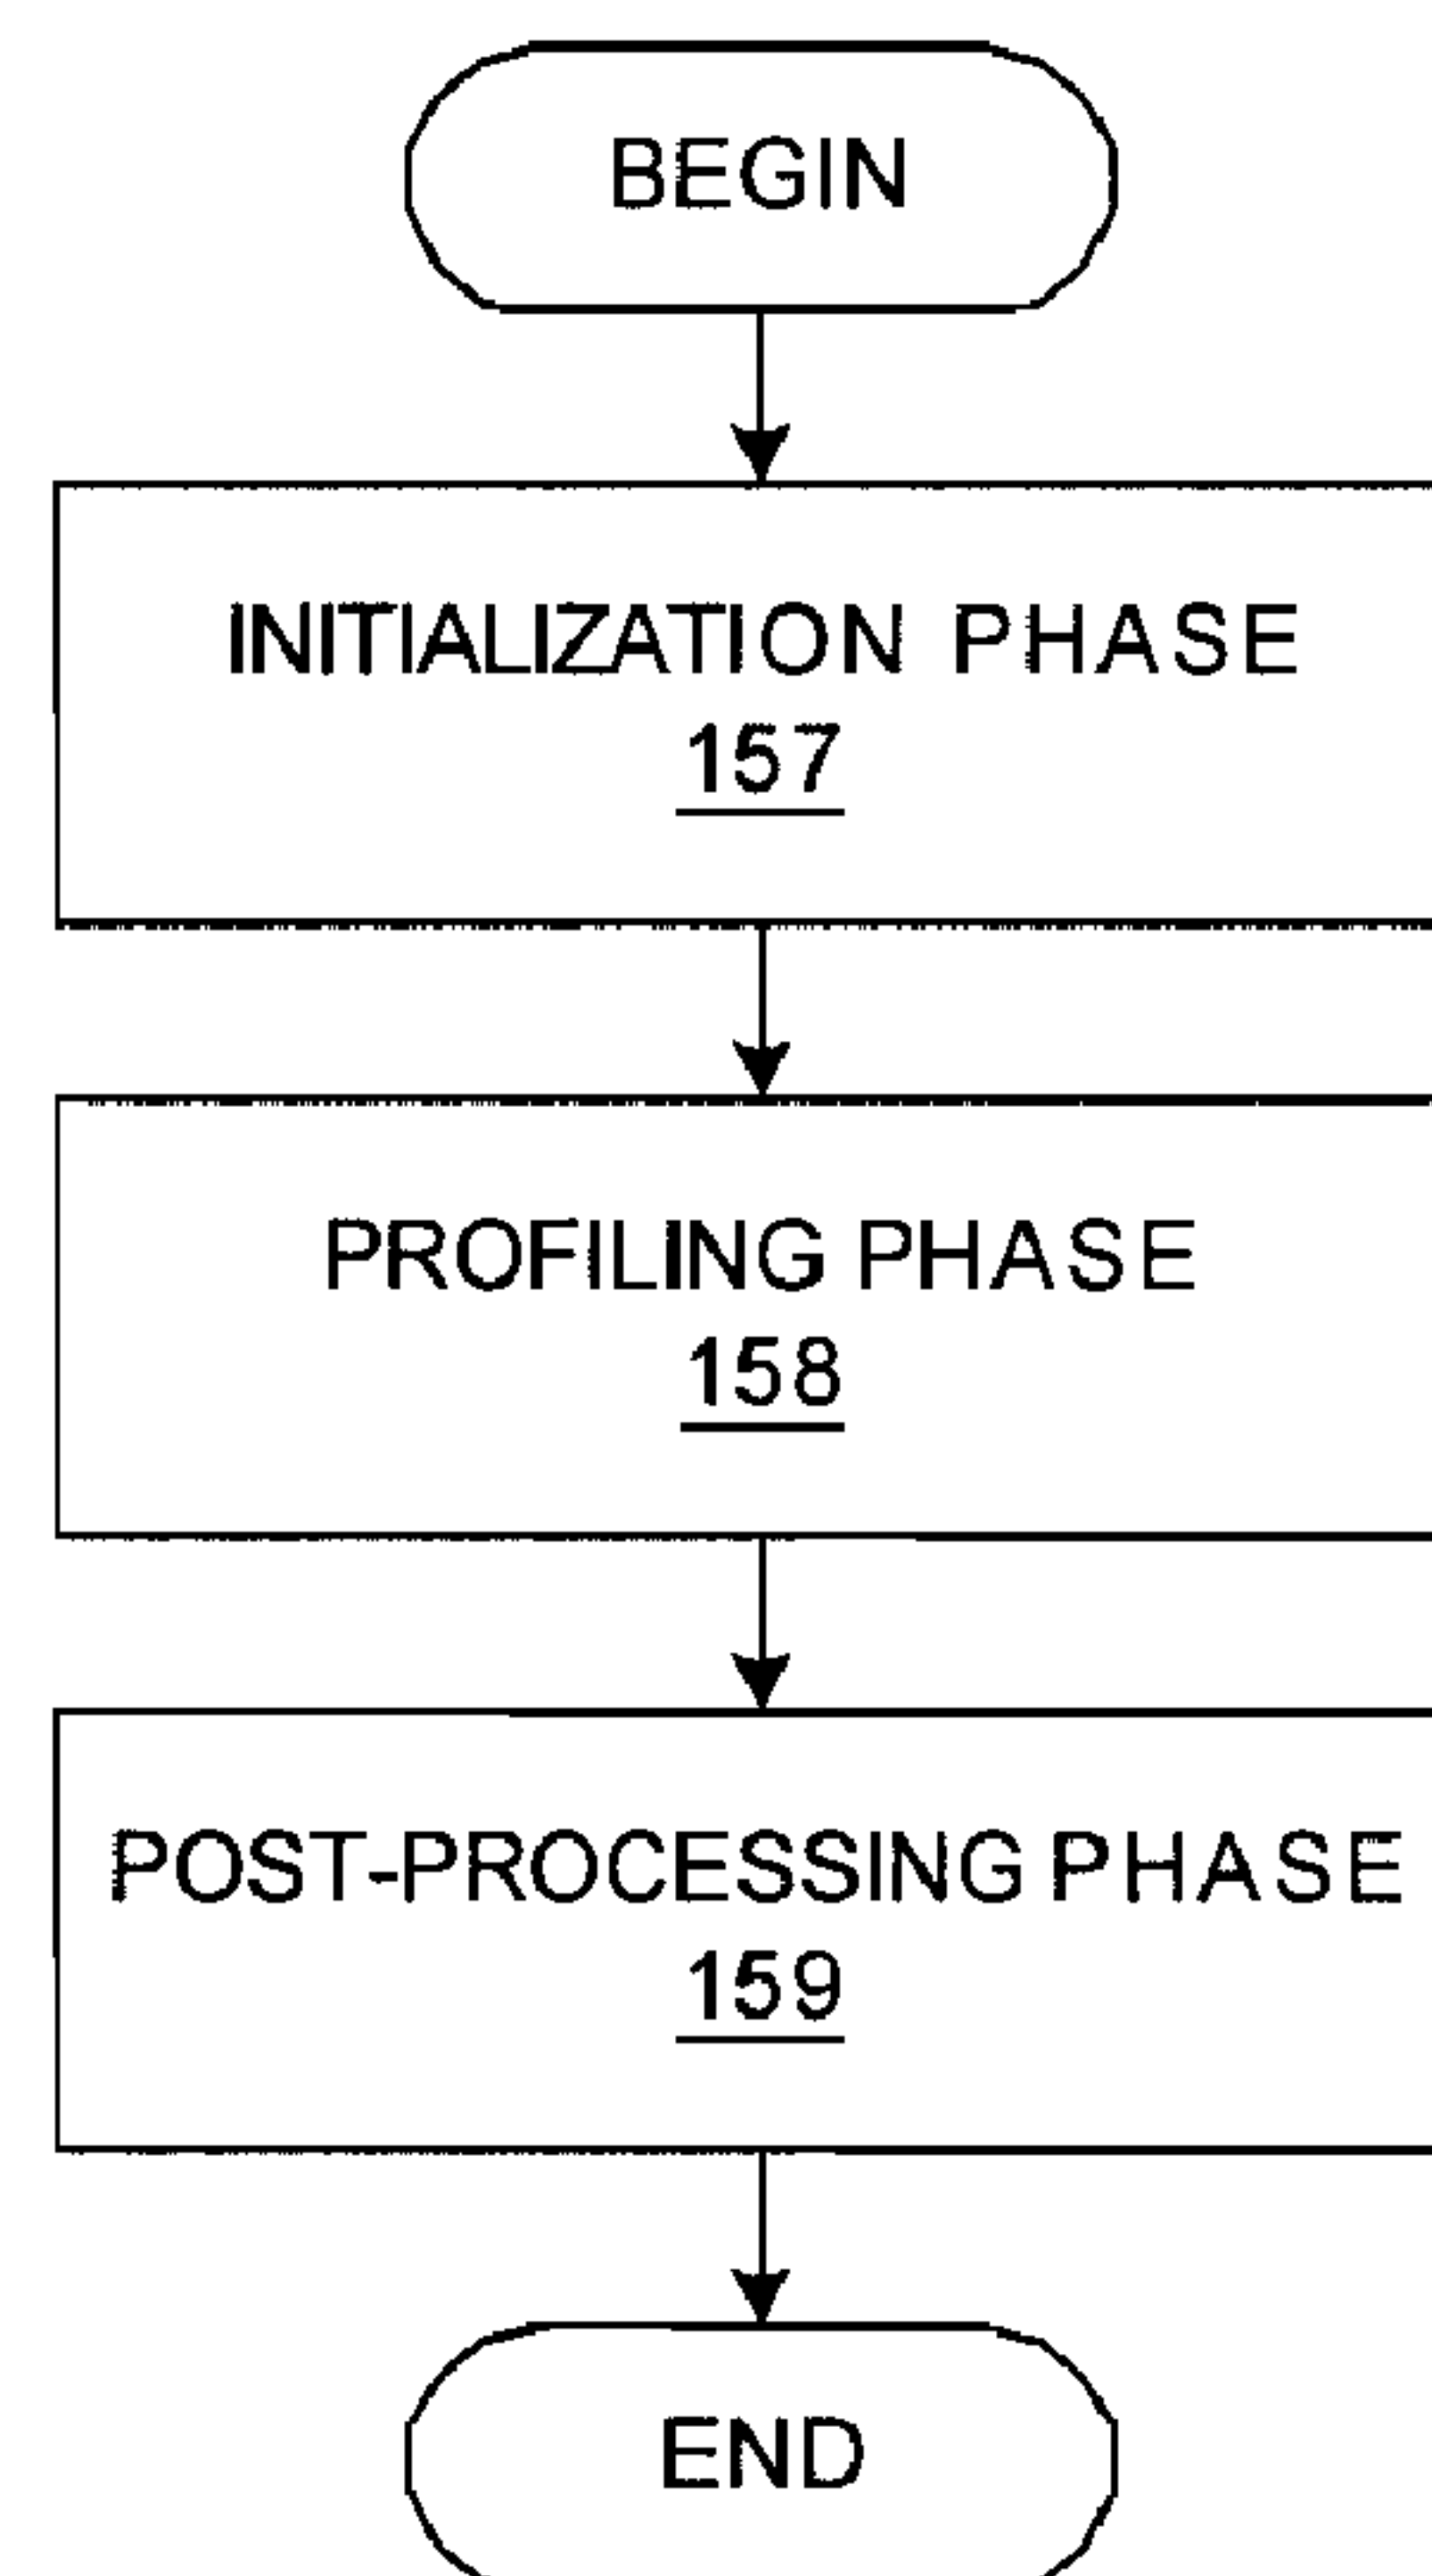 BEGIN
INITIALIZATION PHASE
157
PROFILING PHASE
158
POST-PROCESSING PHASE
159
END